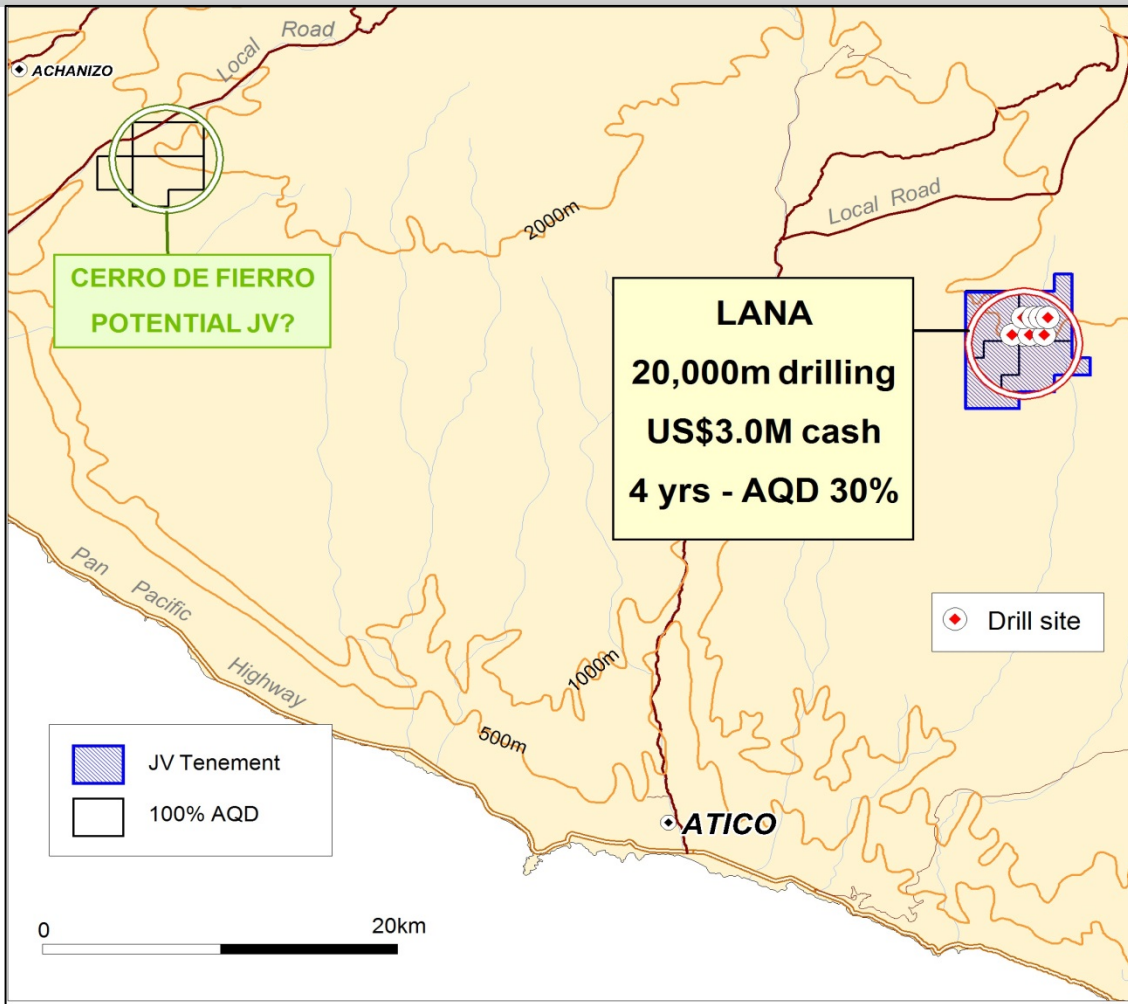 Local Road
ACHANIZO
2000m
Local Road
CERRO DE FIERRO
POTENTIAL JV?
LANA
20,000m drilling
US$3.0M cash
4 yrs - AQD 30%
Drill site
Pan Pacific Highway
1000m
500m
JV Tenement
100% AQD
ATICO
0 20km